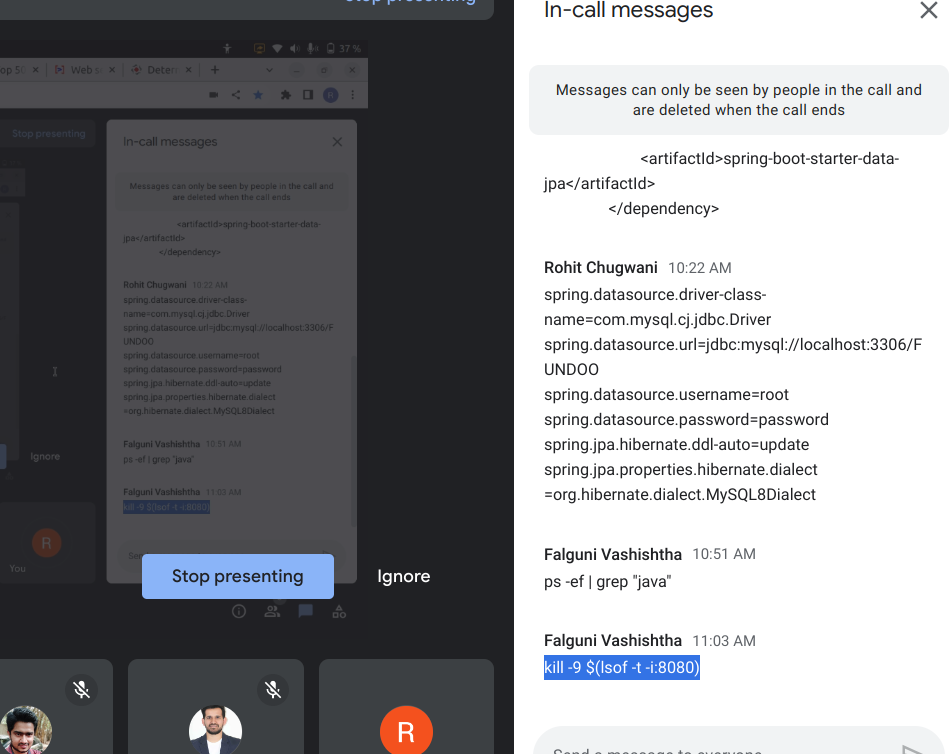 Stop presenting
37 %
Web s
Deter
R
Stop presenting
In-call messages
Messages can only be seen by people in the call and
are deleted when the call ends
<artifactId>spring-boot-starter-data-
jpa</artifactId>
</dependency>
Rohit Chugwani 10:22 AM
spring.datasource.driver-class-
name=com.mysql.cj.jdbc.Driver
spring.datasource.url=jdbc:mysql://localhost:3306/F
UNDOO
spring.datasource.username=root
spring.datasource.password=password
spring.jpa.hibernate.ddl-auto=update
spring.jpa.properties.hibernate.dialect
=org.hibernate.dialect.MySQL8Dialect
Falguni Vashishtha 10:51 AM
ps -ef | grep "java"
Falguni Vashishtha 11:03 AM
kill -9 $(lsof -t -i:8080)
Ignore
R
You
Stop presenting
Ignore
R
In-call messages
Messages can only be seen by people in the call and
are deleted when the call ends
<artifactId>spring-boot-starter-data-
jpa</artifactId>
</dependency>
Rohit Chugwani 10:22 AM
spring.datasource.driver-class-
name=com.mysql.cj.jdbc.Driver
spring.datasource.url=jdbc:mysql://localhost:3306/F
UNDOO
spring.datasource.username=root
spring.datasource.password=password
spring.jpa.hibernate.ddl-auto=update
spring.jpa.properties.hibernate.dialect
=org.hibernate.dialect.MySQL8Dialect
Falguni Vashishtha 10:51 AM
ps -ef | grep "java"
Falguni Vashishtha 11:03 AM
kill -9 $(lsof -t -i:8080)
Send a message to everyone